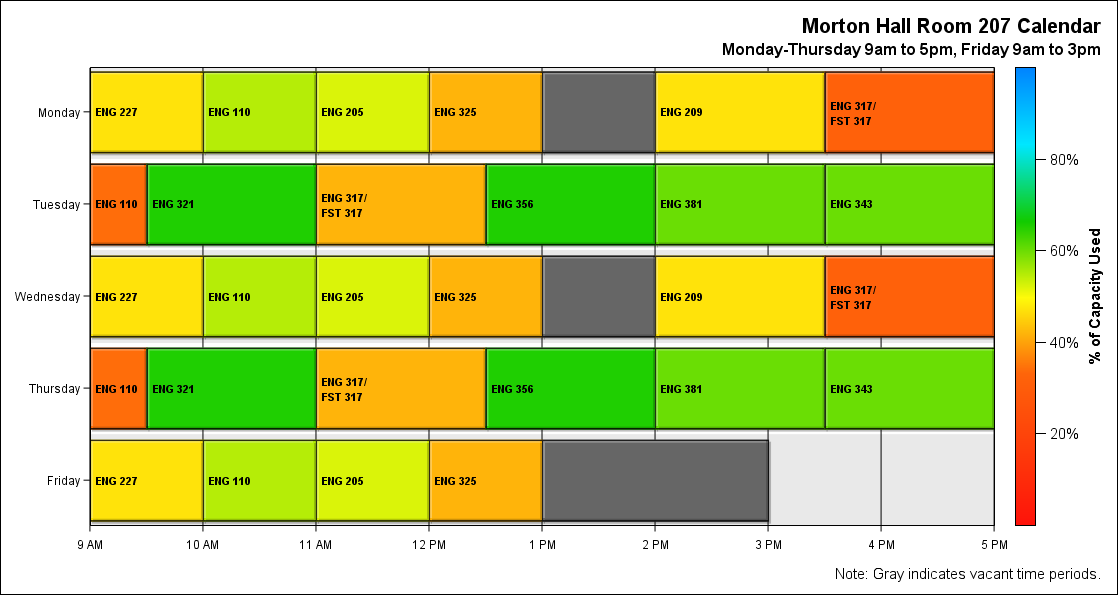 Morton Hall Room 207 Calendar
Monday-Thursday 9am to 5pm, Friday 9am to 3pm
Monday
ENG 227
ENG 110
ENG 205
ENG 325
ENG 209
ENG 317/
FST 317
Tuesday
ENG 110
ENG 321
ENG 317/
FST 317
ENG 356
ENG 381
ENG 343
Wednesday
ENG 227
ENG 110
ENG 205
ENG 325
ENG 209
ENG 317/
FST 317
Thursday
ENG 110
ENG 321
ENG 317/
FST 317
ENG 356
ENG 381
ENG 343
Friday
ENG 227
ENG 110
ENG 205
ENG 325
9 AM
10 AM
11 AM
12 PM
1 PM
2 PM
3 PM
4 PM
5 PM
80%
60%
40%
20%
% of Capacity Used
Note: Gray indicates vacant time periods.